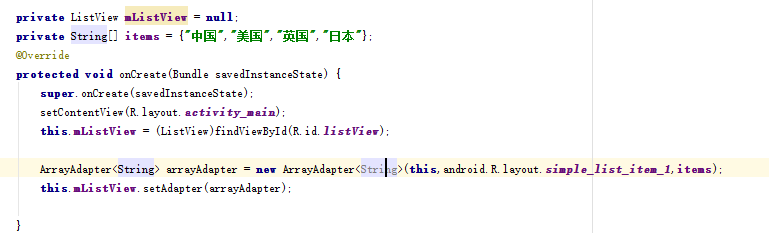 private ListView mListView = null;
private String[] items = {"中国","美国","英国","日本"};
@Override
protected void onCreate(Bundle savedInstanceState) {
super.onCreate(savedInstanceState);
setContentView(R.layout.activity_main);
this.mListView = (ListView)findViewById(R.id.listView);
ArrayAdapter<String> arrayAdapter = new ArrayAdapter<String>(this,android.R.layout.simple_list_item_1,items);
this.mListView.setAdapter(arrayAdapter);
}